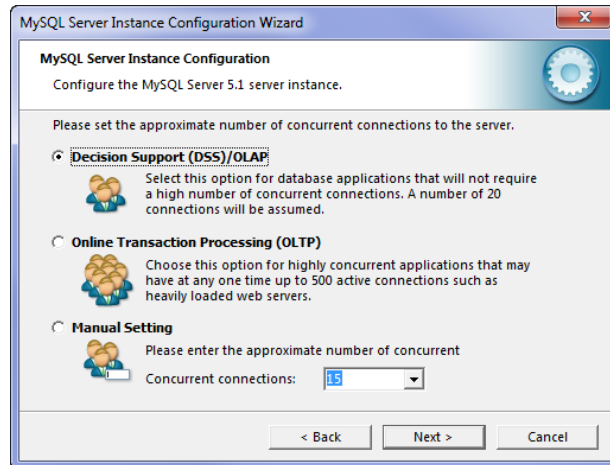 MySQL Server Instance Configuration Wizard
MySQL Server Instance Configuration
Configure the MySQL Server 5.1 server instance.
Please set the approximate number of concurrent connections to the server.
Decision Support (DSS)/OLAP
Select this option for database applications that will not require
a high number of concurrent connections. A number of 20
connections will be assumed.
Online Transaction Processing (OLTP)
Choose this option for highly concurrent applications that may
have at any one time up to 500 active connections such as
heavily loaded web servers.
Manual Setting
Please enter the approximate number of concurrent
Concurrent connections: 15
< Back Next > Cancel